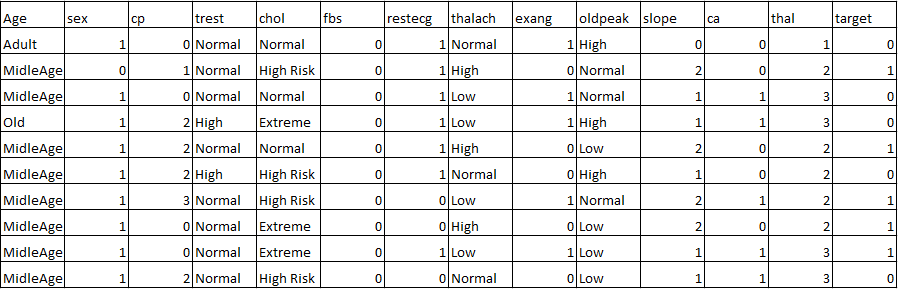 Age sex cp trest chol fbs restecg thalach exang oldpeak slope ca thal target
Adult 1 0 Normal Normal 0 1 Normal 1 High 0 0 1 0
MidleAge 0 1 Normal High Risk 0 1 High 0 Normal 2 0 2 1
MidleAge 1 0 Normal Normal 0 1 Low 1 Normal 1 1 3 0
Old 1 2 High Extreme 0 1 Low 1 High 1 1 3 0
MidleAge 1 2 Normal Normal 0 1 High 0 Low 2 0 2 1
MidleAge 1 2 High High Risk 0 1 Normal 0 High 1 0 2 0
MidleAge 1 3 Normal High Risk 0 0 Low 1 Normal 2 1 2 1
MidleAge 1 0 Normal Extreme 0 0 High 0 Low 2 0 2 1
MidleAge 1 0 Normal Extreme 0 1 Low 1 Low 1 1 3 1
MidleAge 1 2 Normal High Risk 0 0 Normal 0 Low 1 1 3 0